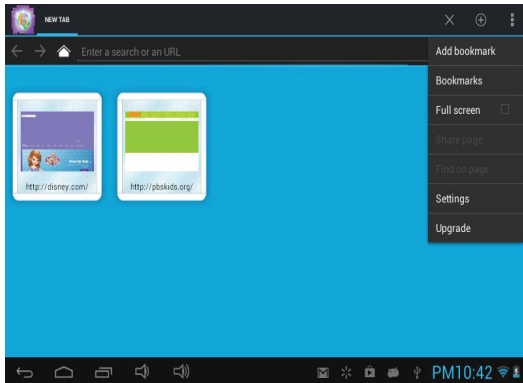 NEW TAB
Enter a search or an URL
Add bookmark
Bookmarks
Full screen
Share page
Find on page
Settings
Upgrade
http://disney.com/
http://pbskids.org/
PM10:42